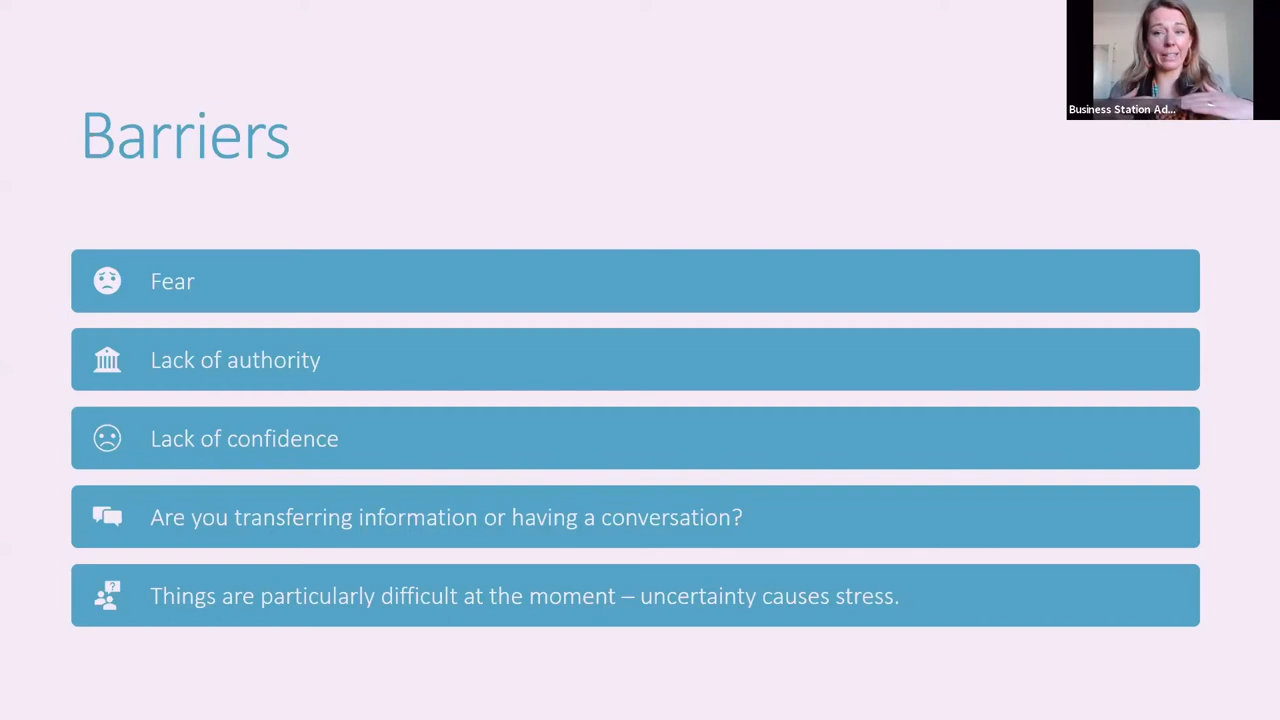 Business Station Ad...
Barriers
Fear
Lack of authority
Lack of confidence
Are you transferring information or having a conversation?
?
Things are particularly difficult at the moment – uncertainty causes stress.